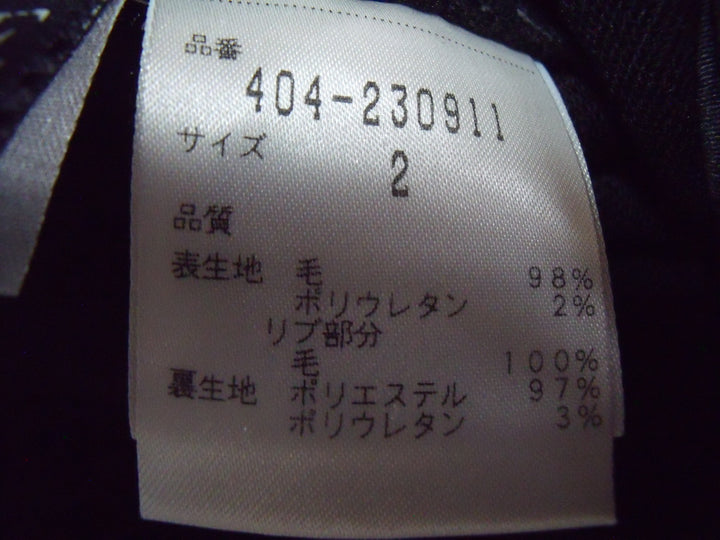 品番
404-230911
サイズ
2
品質
表生地 毛 98%
ポリウレタン 2%
リブ部分
毛 100%
裏生地 ポリエステル 97%
ポリウレタン 3%